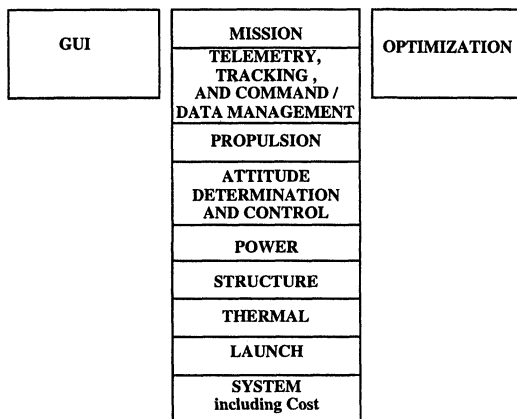 GUI
MISSION
TELEMETRY,
TRACKING ,
AND COMMAND /
DATA MANAGEMENT
PROPULSION
ATTITUDE
DETERMINATION
AND CONTROL
POWER
STRUCTURE
THERMAL
LAUNCH
SYSTEM
including Cost
OPTIMIZATION